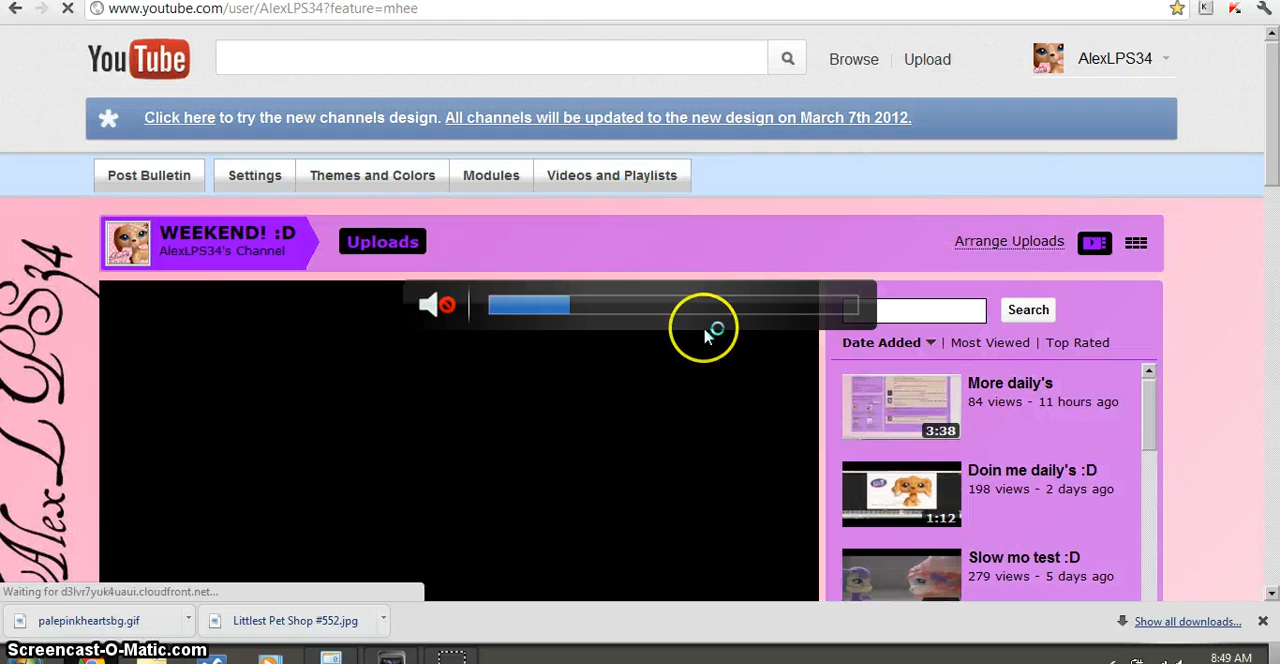 www.youtube.com/user/AlexLPS34?feature=mhee
YouTube
Browse
Upload
AlexLPS34
Click here to try the new channels design. All channels will be updated to the new design on March 7th 2012.
Post Bulletin
Settings
Themes and Colors
Modules
Videos and Playlists
WEEKEND! :D
AlexLPS34's Channel
Uploads
Arrange Uploads
Alex LPS34
Search
Date Added | Most Viewed | Top Rated
More daily's
84 views - 11 hours ago
3:38
Doin me daily's :D
198 views - 2 days ago
1:12
Slow mo test :D
279 views - 5 days ago
Waiting for d3lvr7yuk4uaui.cloudfront.net...
palepinkheartsbg.gif
Littlest Pet Shop #552.jpg
Show all downloads...
Screencast-O-Matic.com
8:49 AM